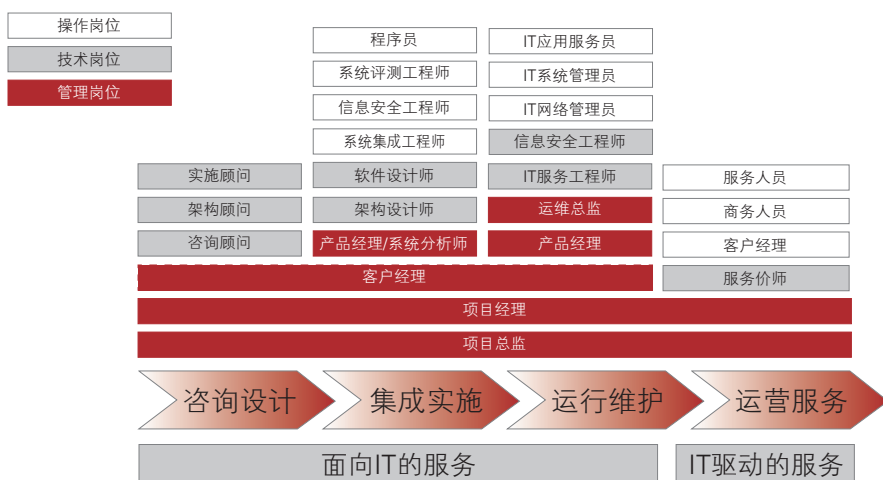 操作岗位
技术岗位
管理岗位
程序员
IT应用服务员
系统评测工程师
IT系统管理员
信息安全工程师
IT网络管理员
系统集成工程师
信息安全工程师
实施顾问
软件设计师
IT服务工程师
服务人员
架构顾问
架构设计师
运维总监
商务人员
咨询顾问
产品经理/系统分析师
产品经理
客户经理
客户经理
服务价师
项目经理
项目总监
咨询设计
集成实施
运行维护
运营服务
面向IT的服务
IT驱动的服务